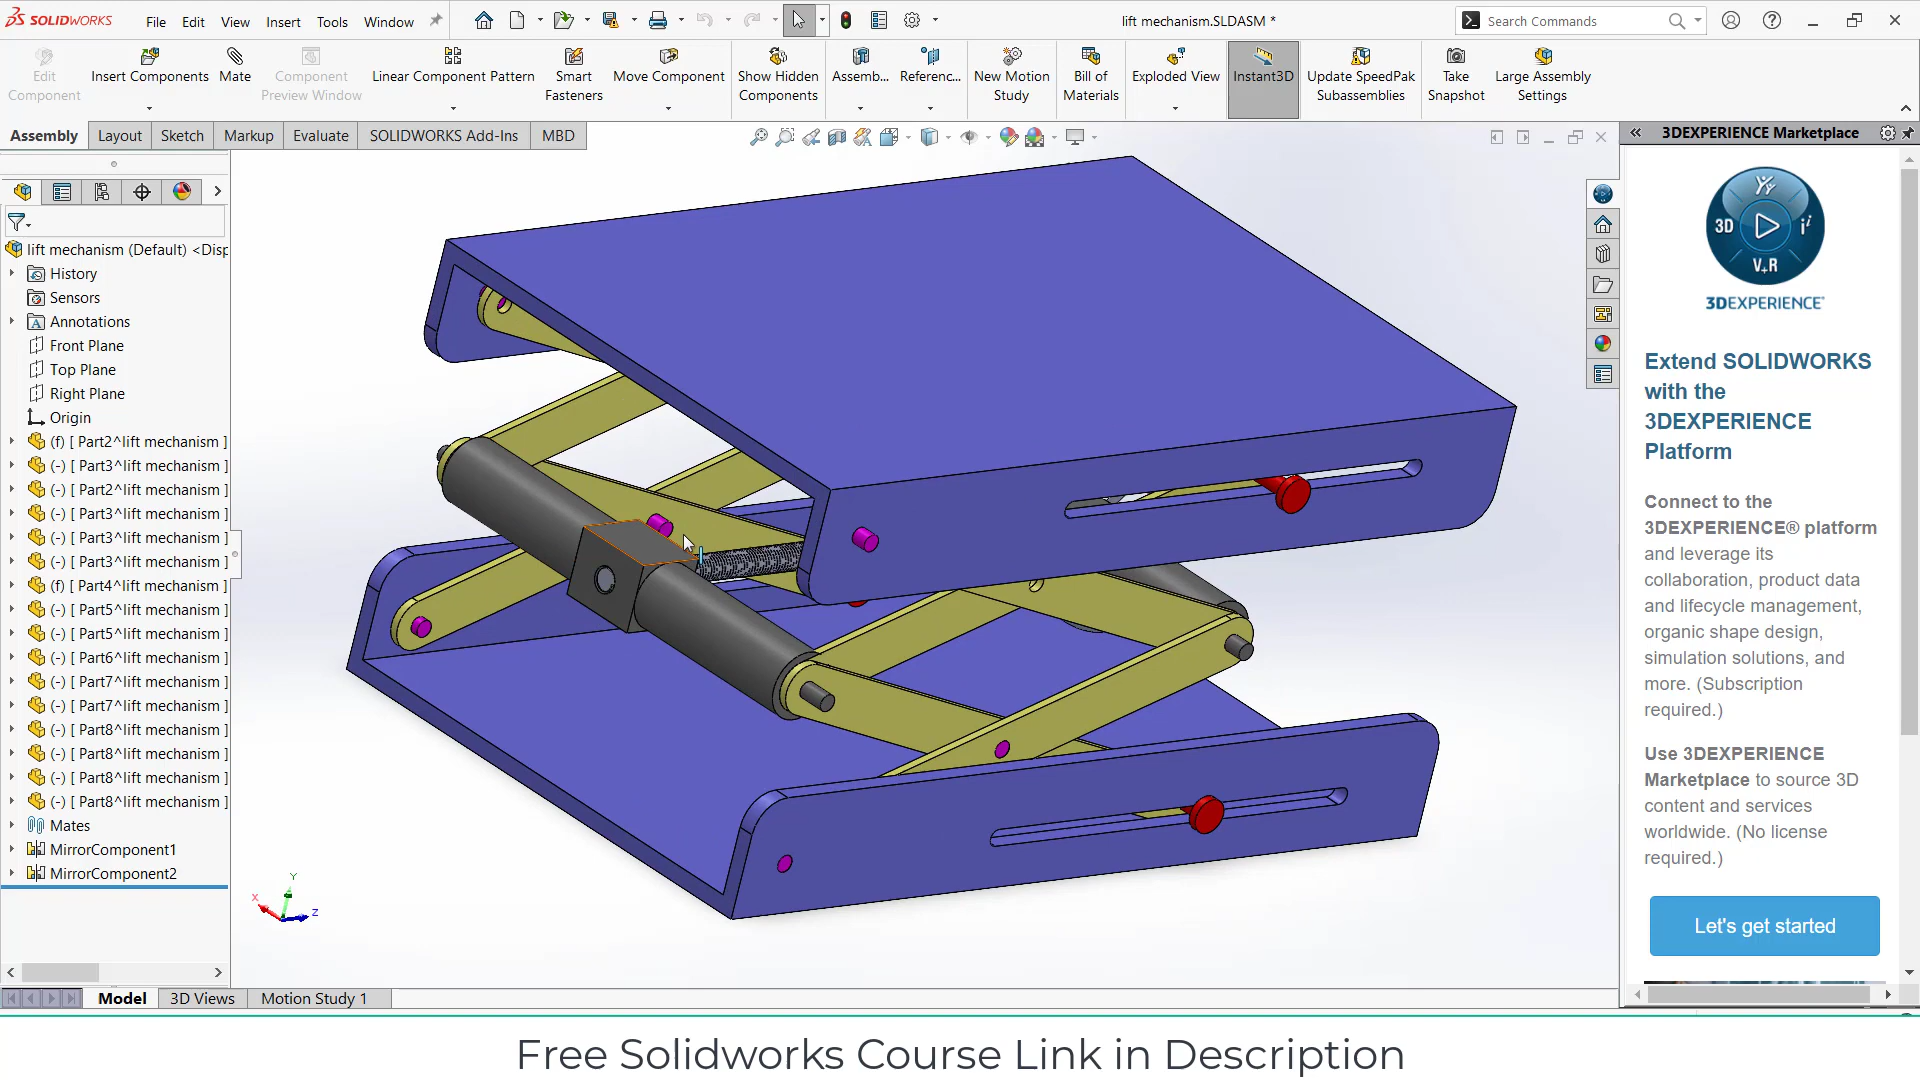 SOLIDWORKS File Edit View Insert Tools Window lift mechanism.SLDASM * Search Commands
Edit Component
Insert Components
Mate
Component Preview Window
Linear Component Pattern
Smart Fasteners
Move Component
Show Hidden Components
Assemb...
Referenc...
New Motion Study
Bill of Materials
Exploded View
Instant3D
Update SpeedPak Subassemblies
Take Snapshot
Large Assembly Settings
Assembly Layout Sketch Markup Evaluate SOLIDWORKS Add-Ins MBD
3DEXPERIENCE Marketplace
lift mechanism (Default) <Disp
History
Sensors
Annotations
Front Plane
Top Plane
Right Plane
Origin
(f) [ Part2^lift mechanism ]
(-) [ Part3^lift mechanism ]
(-) [ Part2^lift mechanism ]
(-) [ Part3^lift mechanism ]
(-) [ Part3^lift mechanism ]
(-) [ Part3^lift mechanism ]
(f) [ Part4^lift mechanism ]
(-) [ Part5^lift mechanism ]
(-) [ Part5^lift mechanism ]
(-) [ Part6^lift mechanism ]
(-) [ Part7^lift mechanism ]
(-) [ Part7^lift mechanism ]
(-) [ Part8^lift mechanism ]
(-) [ Part8^lift mechanism ]
(-) [ Part8^lift mechanism ]
(-) [ Part8^lift mechanism ]
Mates
MirrorComponent1
MirrorComponent2
Y
X
Z
3D
V+R
3DEXPERIENCE
Extend SOLIDWORKS
with the
3DEXPERIENCE
Platform
Connect to the
3DEXPERIENCE® platform
and leverage its
collaboration, product data
and lifecycle management,
organic shape design,
simulation solutions, and
more. (Subscription
required.)
Use 3DEXPERIENCE
Marketplace to source 3D
content and services
worldwide. (No license
required.)
Let's get started
Model 3D Views Motion Study 1
Free Solidworks Course Link in Description